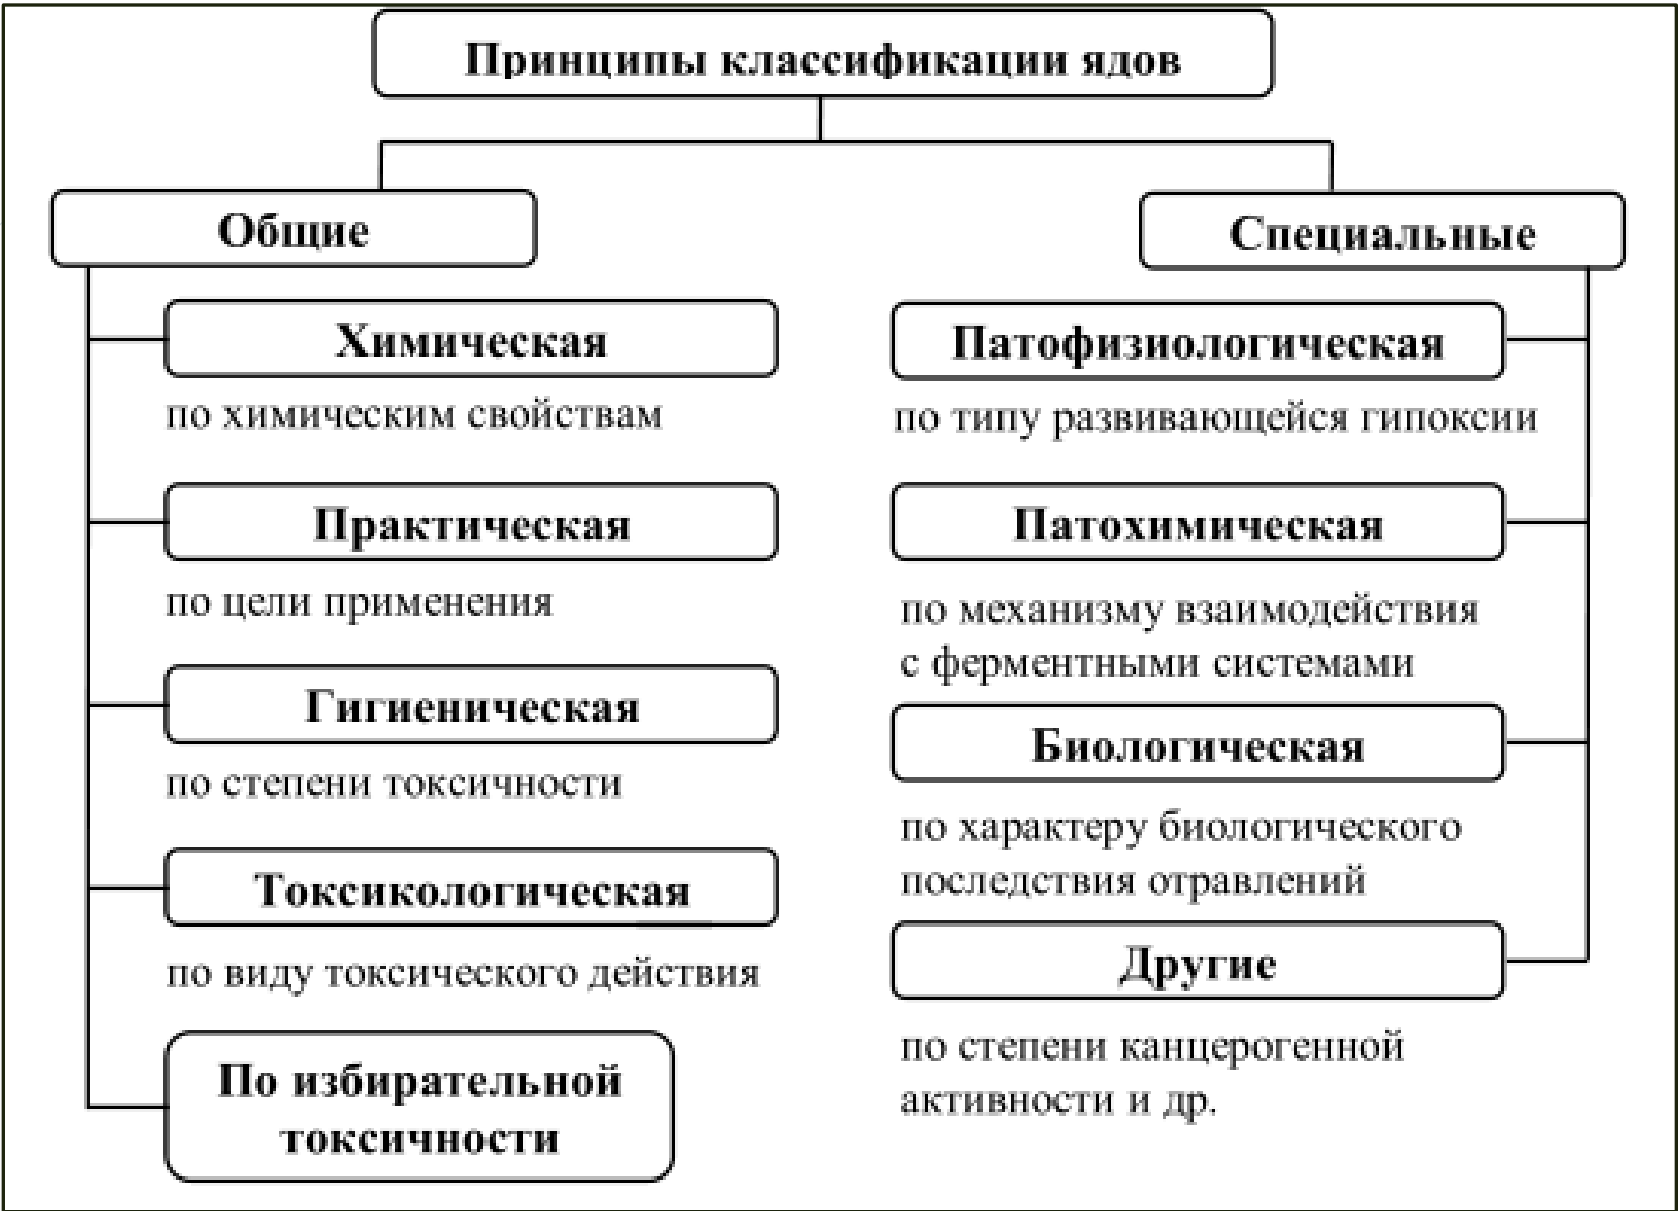 Принципы классификации ядов
Общие
Химическая
по химическим свойствам
Практическая
по цели применения
Гигиеническая
по степени токсичности
Токсикологическая
по виду токсического действия
По избирательной
токсичности
Специальные
Патофизиологическая
по типу развивающейся гипоксии
Патохимическая
по механизму взаимодействия
с ферментными системами
Биологическая
по характеру биологического
последствия отравлений
Другие
по степени канцерогенной
активности и др.